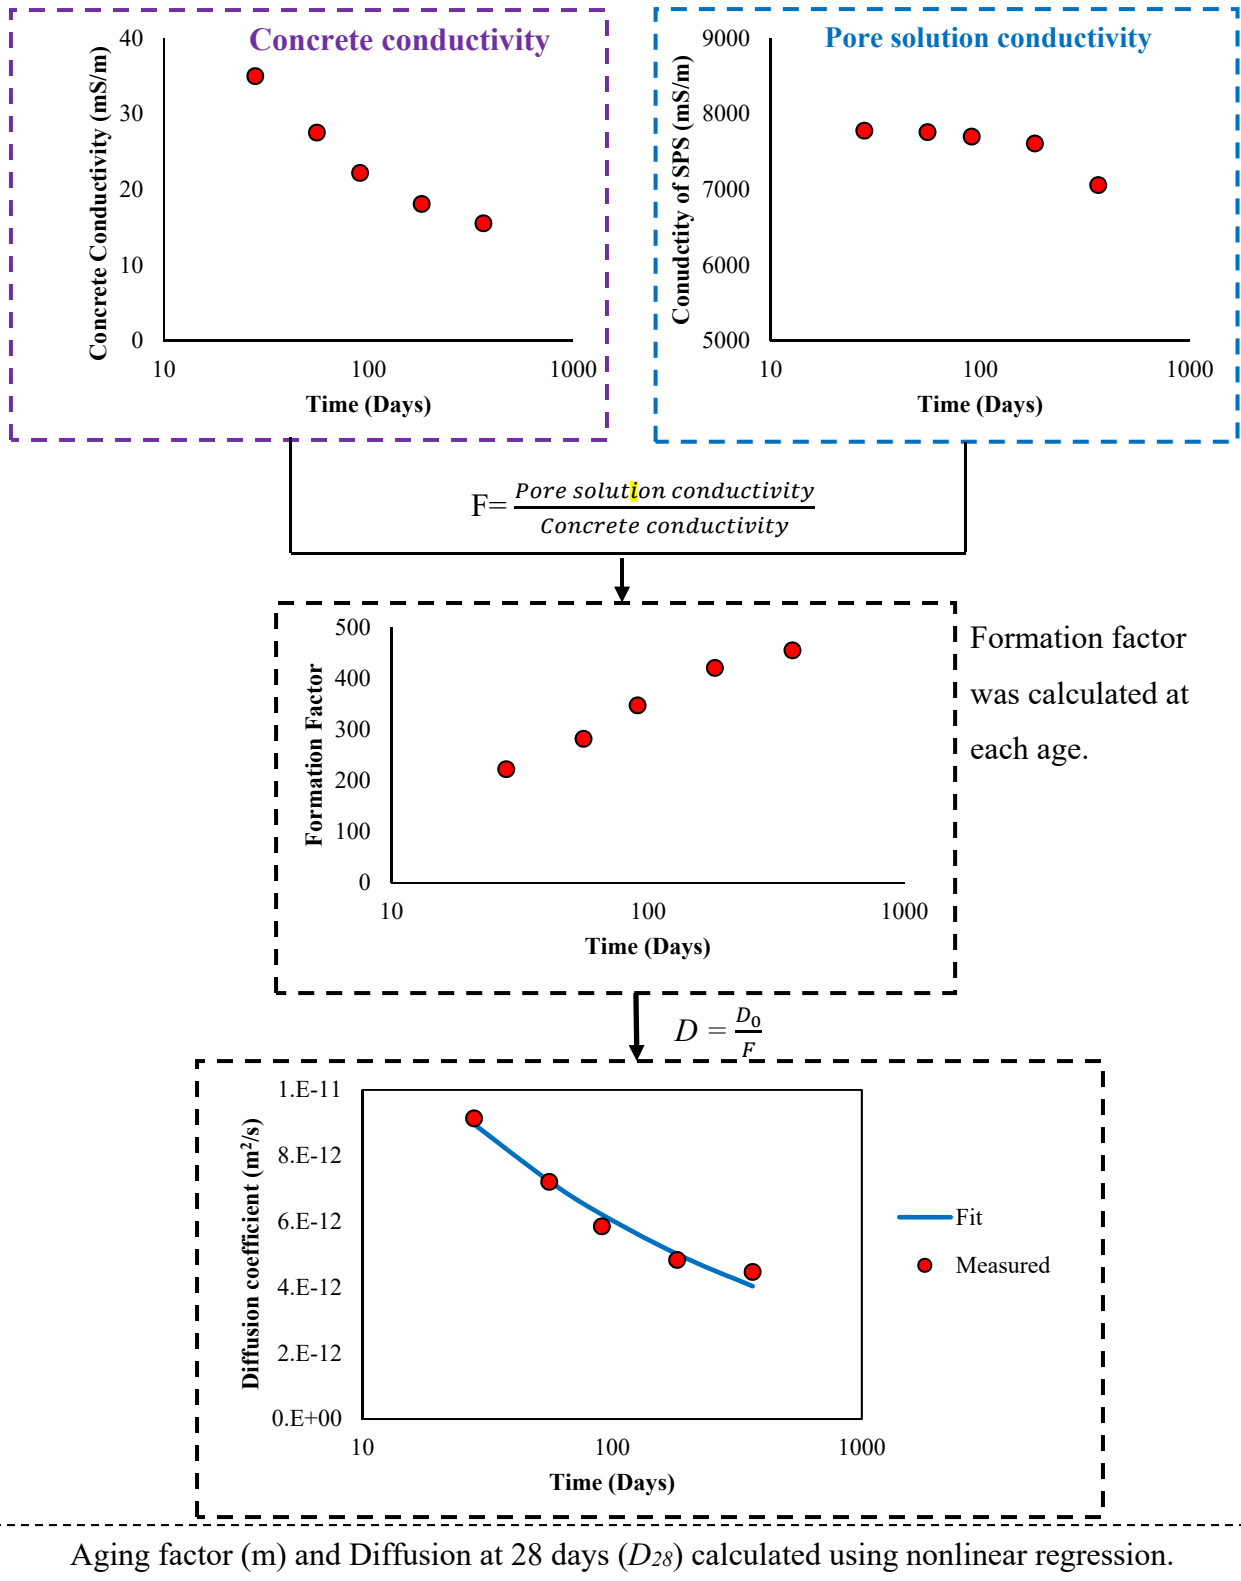 Concrete conductivity
40
30
20
10
0
Concrete Conductivity (mS/m)
10 100 1000
Time (Days)
Pore solution conductivity
9000
8000
7000
6000
5000
Conudctity of SPS (mS/m)
10 100 1000
Time (Days)
F= Pore solution conductivity / Concrete conductivity
500
400
300
200
100
0
Formation Factor
10 100 1000
Time (Days)
Formation factor
was calculated at
each age.
D = D₀ / F
1.E-11
8.E-12
6.E-12
4.E-12
2.E-12
0.E+00
Diffusion coefficient (m²/s)
10 100 1000
Time (Days)
Fit
Measured
Aging factor (m) and Diffusion at 28 days (D₂₈) calculated using nonlinear regression.